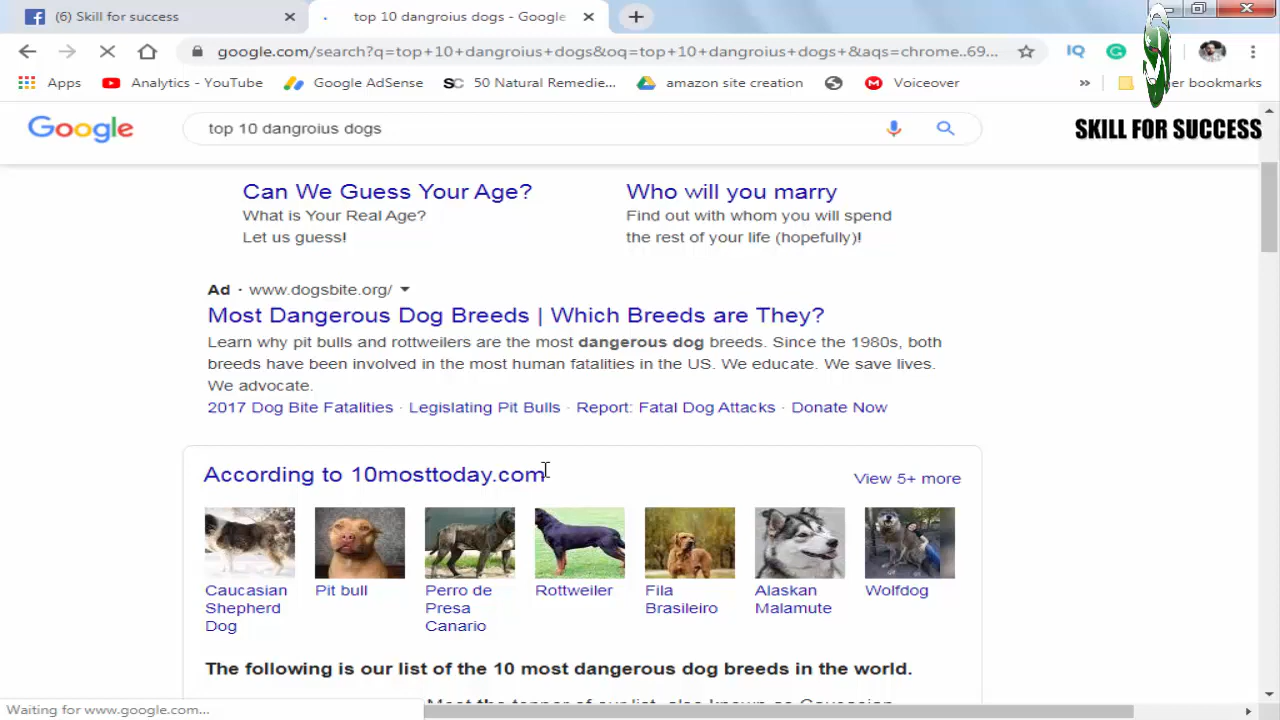 (6) Skill for success
top 10 dangroius dogs - Google
google.com/search?q=top+10+dangroius+dogs&oq=top+10+dangroius+dogs+&aqs=chrome..69...
Apps
Analytics - YouTube
Google AdSense
50 Natural Remedie...
amazon site creation
Voiceover
»
bookmarks
Google
top 10 dangroius dogs
SKILL FOR SUCCESS
Can We Guess Your Age?
What is Your Real Age?
Let us guess!
Who will you marry
Find out with whom you will spend
the rest of your life (hopefully)!
Ad · www.dogsbite.org/
Most Dangerous Dog Breeds | Which Breeds are They?
Learn why pit bulls and rottweilers are the most dangerous dog breeds. Since the 1980s, both
breeds have been involved in the most human fatalities in the US. We educate. We save lives.
We advocate.
2017 Dog Bite Fatalities · Legislating Pit Bulls · Report: Fatal Dog Attacks · Donate Now
According to 10mosttoday.com
View 5+ more
Caucasian
Shepherd
Dog
Pit bull
Perro de
Presa
Canario
Rottweiler
Fila
Brasileiro
Alaskan
Malamute
Wolfdog
The following is our list of the 10 most dangerous dog breeds in the world.
Waiting for www.google.com...